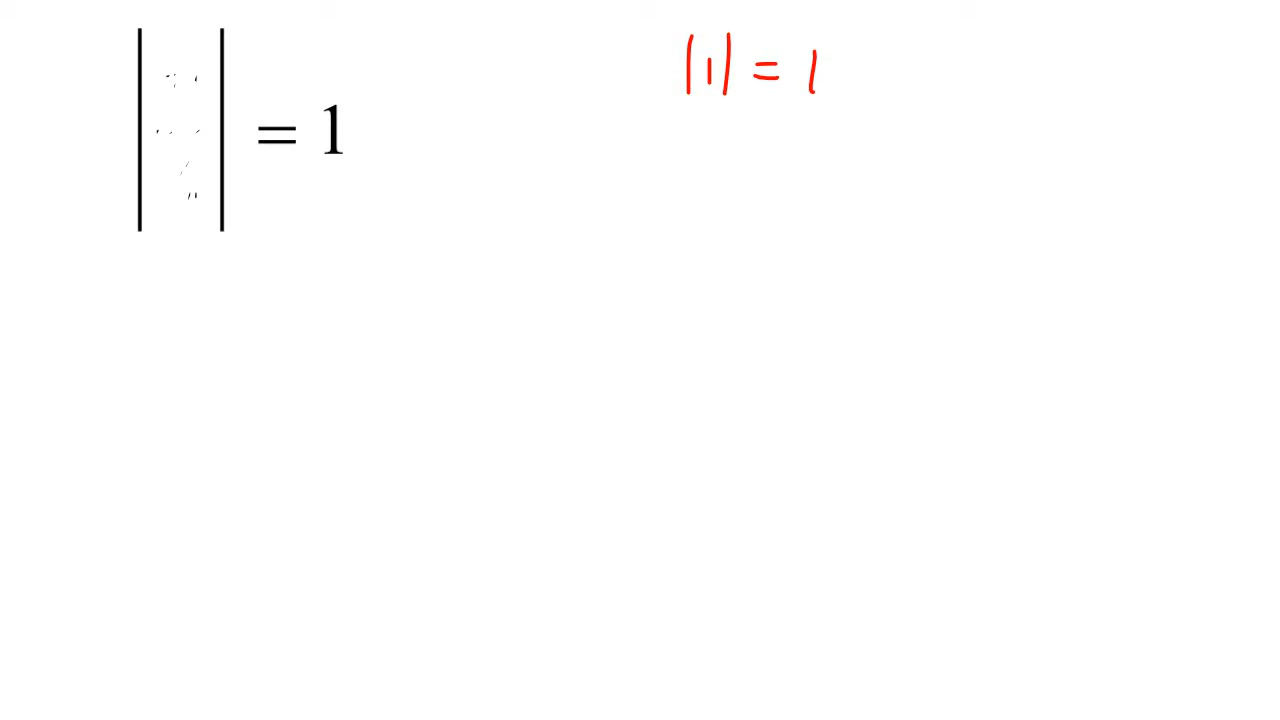 | | = 1
|1| = 1